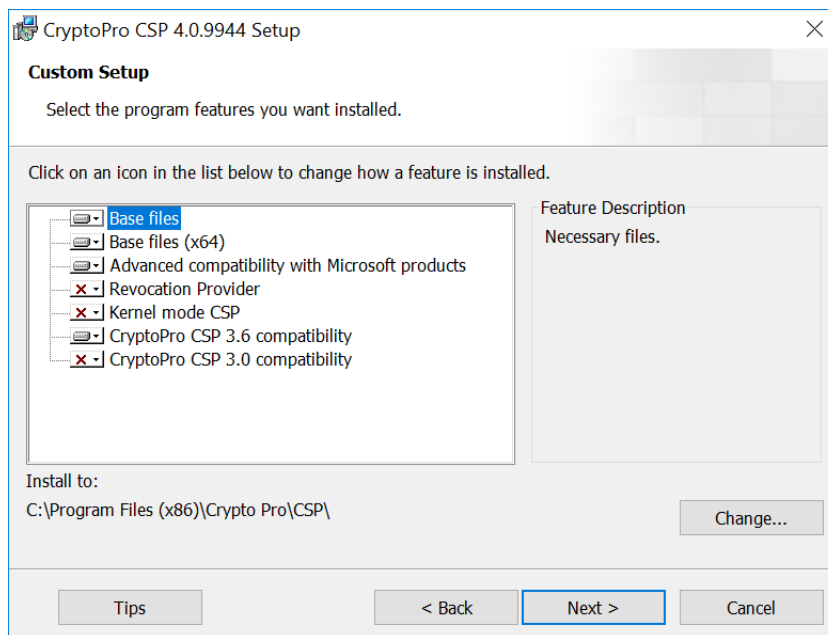 CryptoPro CSP 4.0.9944 Setup
Custom Setup
Select the program features you want installed.
Click on an icon in the list below to change how a feature is installed.
Base files
Base files (x64)
Advanced compatibility with Microsoft products
Revocation Provider
Kernel mode CSP
CryptoPro CSP 3.6 compatibility
CryptoPro CSP 3.0 compatibility
Feature Description
Necessary files.
Install to:
C:\Program Files (x86)\Crypto Pro\CSP\
Change...
Tips
< Back
Next >
Cancel